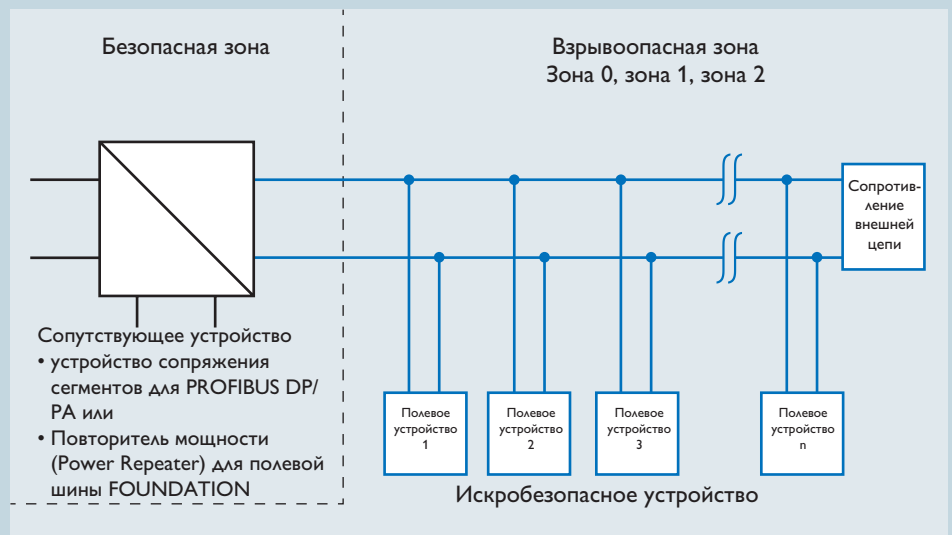 Безопасная зона
Взрывоопасная зона
Зона 0, зона 1, зона 2
Сопротив-
ление
внешней
цепи
Сопутствующее устройство
• устройство сопряжения
сегментов для PROFIBUS DP/
PA или
• Повторитель мощности
(Power Repeater) для полевой
шины FOUNDATION
Полевое
устройство
1
Полевое
устройство
2
Полевое
устройство
3
Полевое
устройство
n
Искробезопасное устройство